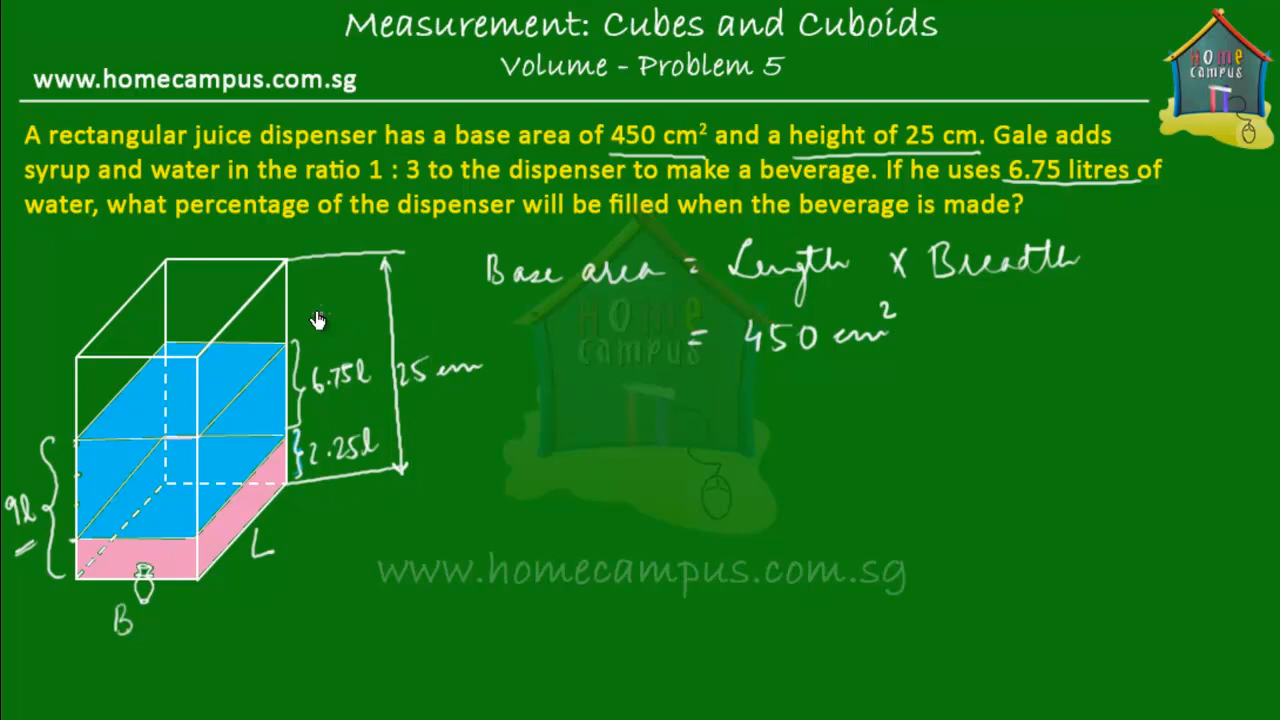 Measurement: Cubes and Cuboids
Volume - Problem 5
www.homecampus.com.sg
HOME
campus
A rectangular juice dispenser has a base area of 450 cm² and a height of 25 cm. Gale adds
syrup and water in the ratio 1 : 3 to the dispenser to make a beverage. If he uses 6.75 litres of
water, what percentage of the dispenser will be filled when the beverage is made?
Base area = Length X Breadth
= 450 cm²
HOME
campus
6.75l
25 cm
2.25l
9l
L
B
www.homecampus.com.sg